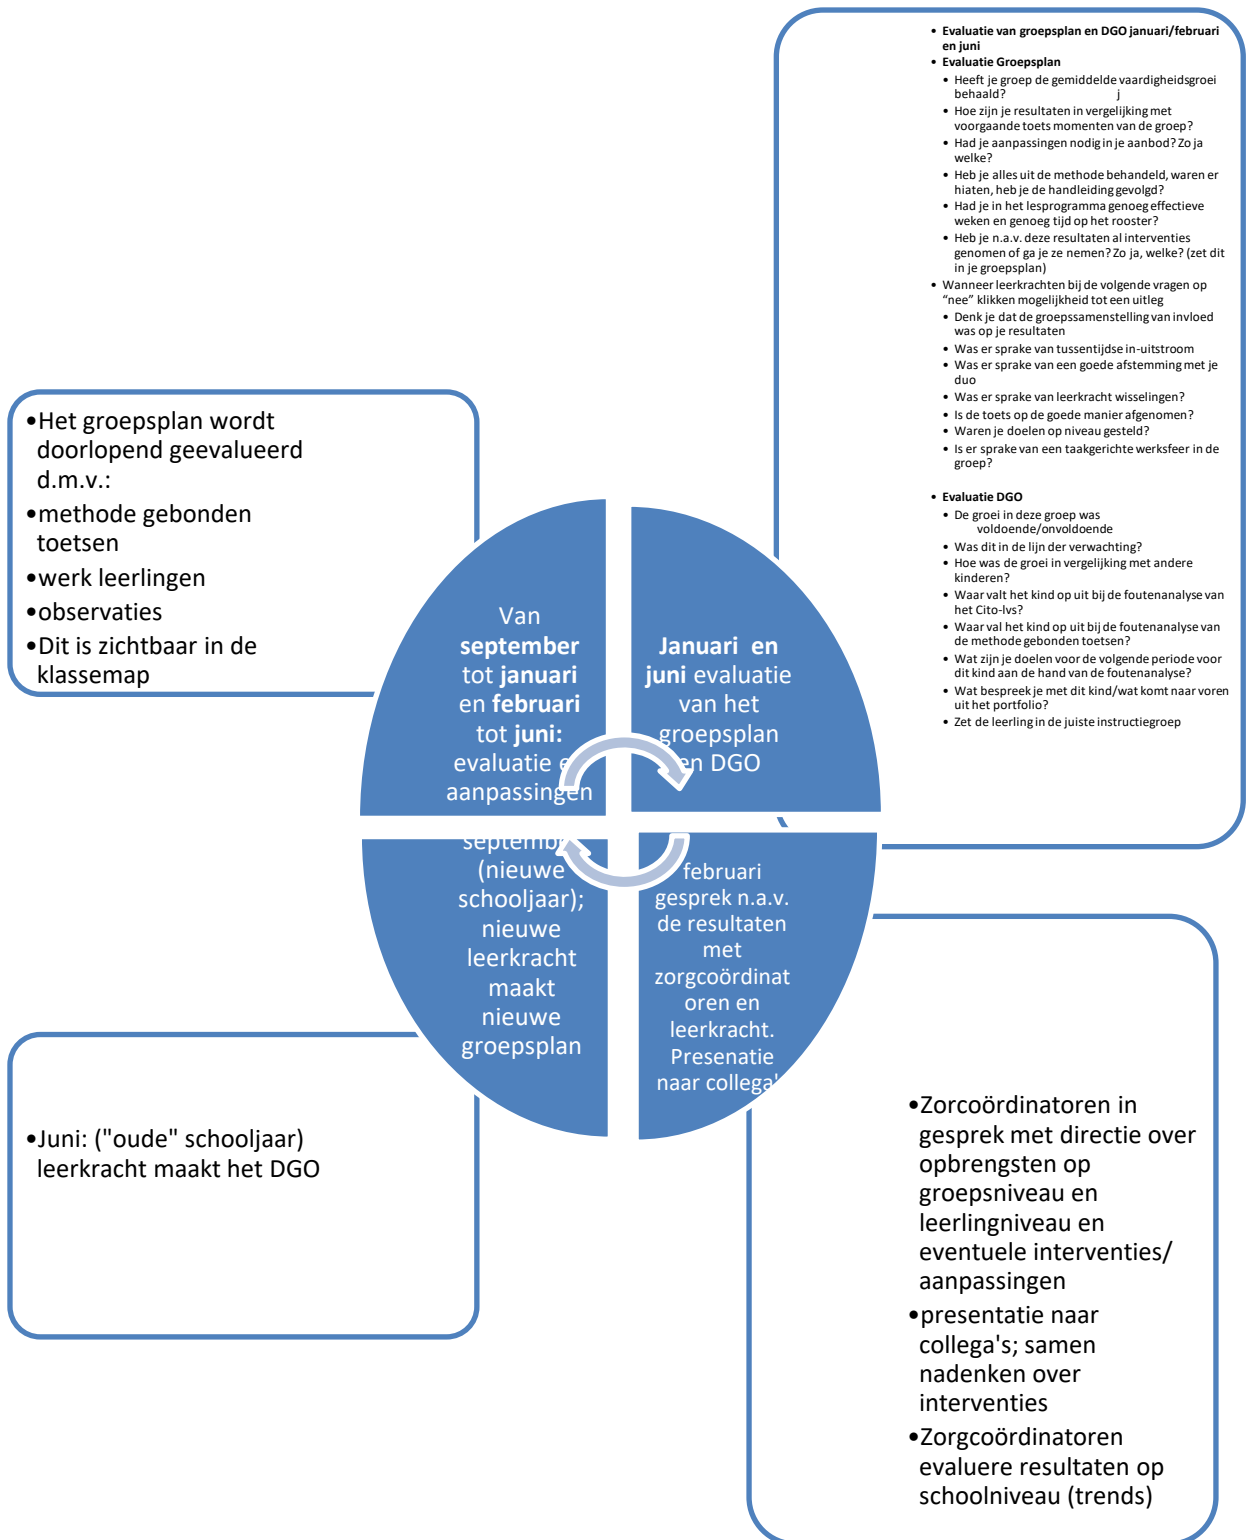 • Evaluatie van groepsplan en DGO januari/februari
en juni
• Evaluatie Groepsplan
• Heeft je groep de gemiddelde vaardigheidsgroei
behaald? j
• Hoe zijn je resultaten in vergelijking met
voorgaande toets momenten van de groep?
• Had je aanpassingen nodig in je aanbod? Zo ja
welke?
• Heb je alles uit de methode behandeld, waren er
hiaten, heb je de handleiding gevolgd?
• Had je in het lesprogramma genoeg effectieve
weken en genoeg tijd op het rooster?
• Heb je n.a.v. deze resultaten al interventies
genomen of ga je ze nemen? Zo ja, welke? (zet dit
in je groepsplan)
• Wanneer leerkrachten bij de volgende vragen op
“nee” klikken mogelijkheid tot een uitleg
• Denk je dat de groepssamenstelling van invloed
was op je resultaten
• Was er sprake van tussentijdse in-uitstroom
• Was er sprake van een goede afstemming met je
duo
• Was er sprake van leerkracht wisselingen?
• Is de toets op de goede manier afgenomen?
• Waren je doelen op niveau gesteld?
• Is er sprake van een taakgerichte werksfeer in de
groep?
• Evaluatie DGO
• De groei in deze groep was
voldoende/onvoldoende
• Was dit in de lijn der verwachting?
• Hoe was de groei in vergelijking met andere
kinderen?
• Waar valt het kind op uit bij de foutenanalyse van
het Cito-lvs?
• Waar val het kind op uit bij de foutenanalyse van
de methode gebonden toetsen?
• Wat zijn je doelen voor de volgende periode voor
dit kind aan de hand van de foutenanalyse?
• Wat bespreek je met dit kind/wat komt naar voren
uit het portfolio?
• Zet de leerling in de juiste instructiegroep
•Het groepsplan wordt
doorlopend geevalueerd
d.m.v.:
•methode gebonden
toetsen
•werk leerlingen
•observaties
•Dit is zichtbaar in de
klassemap
Van
september
tot januari
en februari
tot juni:
evaluatie e
aanpassingen
Januari en
juni evaluatie
van het
groepsplan
en DGO
septembe
(nieuwe
schooljaar);
nieuwe
leerkracht
maakt
nieuwe
groepsplan
februari
gesprek n.a.v.
de resultaten
met
zorgcoördinat
oren en
leerkracht.
Presenatie
naar collega'
•Juni: ("oude" schooljaar)
leerkracht maakt het DGO
•Zorcoördinatoren in
gesprek met directie over
opbrengsten op
groepsniveau en
leerlingniveau en
eventuele interventies/
aanpassingen
•presentatie naar
collega's; samen
nadenken over
interventies
•Zorgcoördinatoren
evaluere resultaten op
schoolniveau (trends)